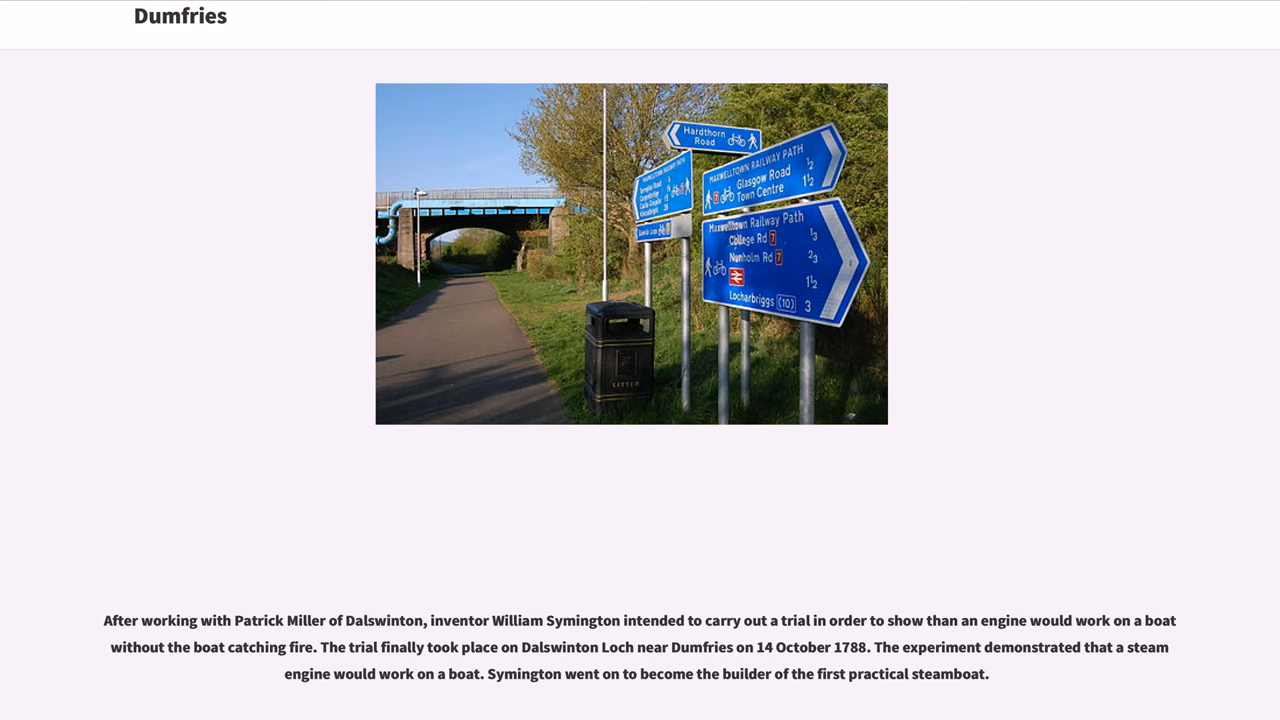 Dumfries
Hardthorn
Road
MAXWELLTOWN RAILWAY PATH
Glasgow Road ½
Town Centre 1½
Maxwelltown Railway Path
College Rd 7 ⅓
Nunholm Rd 7 ⅔
1½
Locharbriggs (10) 3
LITTER
After working with Patrick Miller of Dalswinton, inventor William Symington intended to carry out a trial in order to show than an engine would work on a boat
without the boat catching fire. The trial finally took place on Dalswinton Loch near Dumfries on 14 October 1788. The experiment demonstrated that a steam
engine would work on a boat. Symington went on to become the builder of the first practical steamboat.